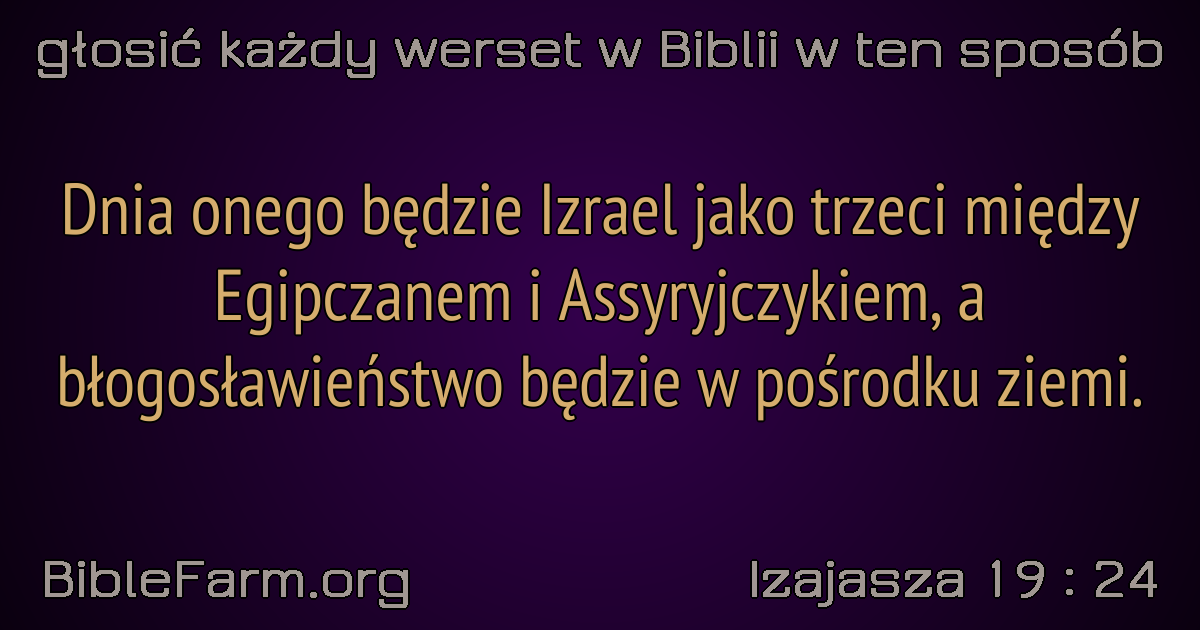 głosić każdy werset w Biblii w ten sposób
Dnia onego będzie Izrael jako trzeci między
Egipczanem i Assyryjczykiem, a
błogosławieństwo będzie w pośrodku ziemi.
BibleFarm.org
Izajasza 19 : 24